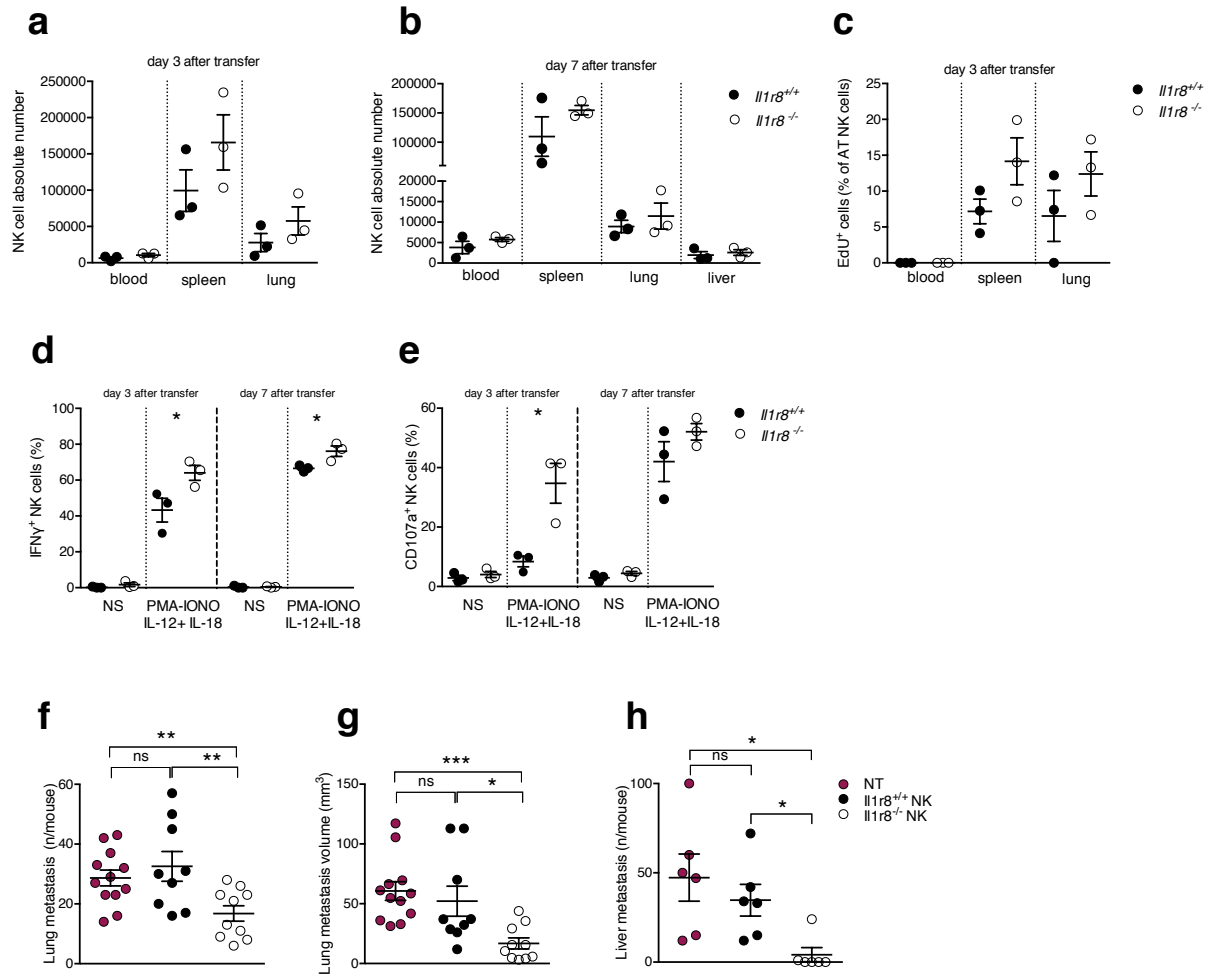 a
day 3 after transfer
NK cell absolute number
250000
200000
150000
100000
50000
0
blood spleen lung
b
day 7 after transfer
NK cell absolute number
200000
150000
100000
20000
15000
10000
5000
0
blood spleen lung liver
Il1r8+/+
Il1r8 -/-
c
day 3 after transfer
EdU+ cells (% of AT NK cells)
25
20
15
10
5
0
blood spleen lung
Il1r8+/+
Il1r8 -/-
d
day 3 after transfer day 7 after transfer
IFNγ+ NK cells (%)
100
80
60
40
20
0
* *
NS PMA-IONO NS PMA-IONO
IL-12+ IL-18 IL-12+IL-18
e
day 3 after transfer day 7 after transfer
CD107a+ NK cells (%)
60
40
20
0
*
NS PMA-IONO NS PMA-IONO
IL-12+IL-18 IL-12+IL-18
Il1r8+/+
Il1r8 -/-
f
Lung metastasis (n/mouse)
60
40
20
0
**
ns **
g
Lung metastasis volume (mm3)
150
100
50
0
***
ns *
h
Liver metastasis (n/mouse)
100
50
0
*
ns
*
NT
Il1r8+/+ NK
Il1r8-/- NK